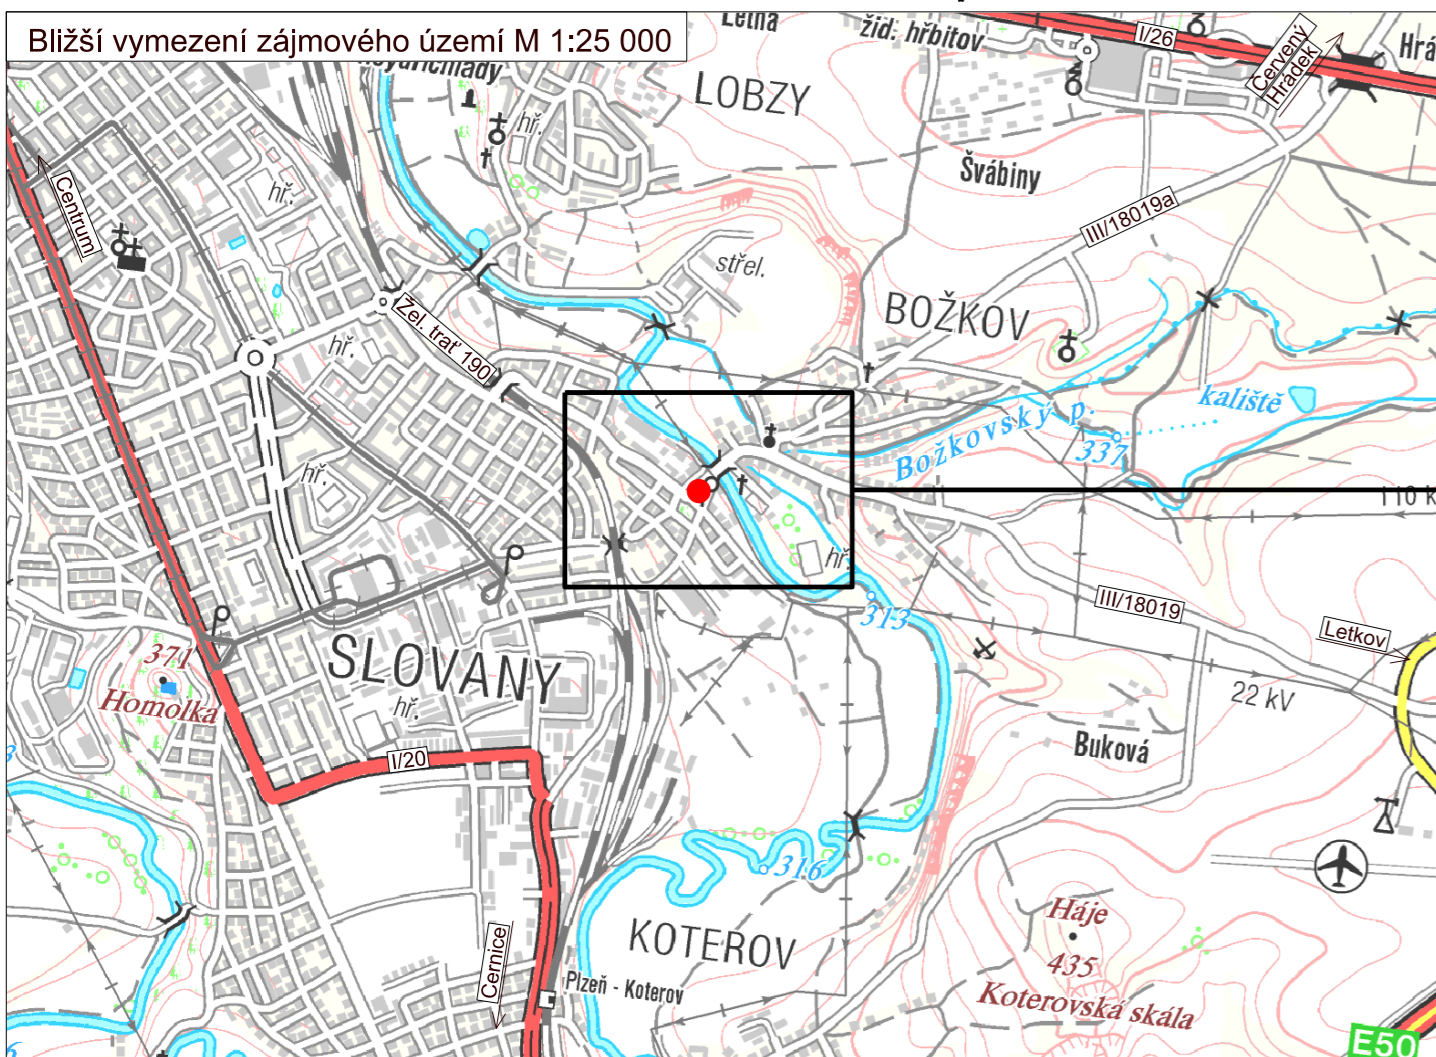 Bližší vymezení zájmového území M 1:25 000
Letná
žid. hřbitov
I/26
Červený
Hrádek
LOBZY
hř.
Švábiny
hř.
Centrum
III/18019a
střel.
BOŽKOV
Žel. trať 190
hř.
kaliště
Božkovský p.
337
hř.
110 k
hř.
III/18019
313
Letkov
SLOVANY
371
Homolka
hř.
22 kV
Buková
I/20
316
Háje
KOTEROV
435
Černice
Plzeň - Koterov
Koterovská skála
E50